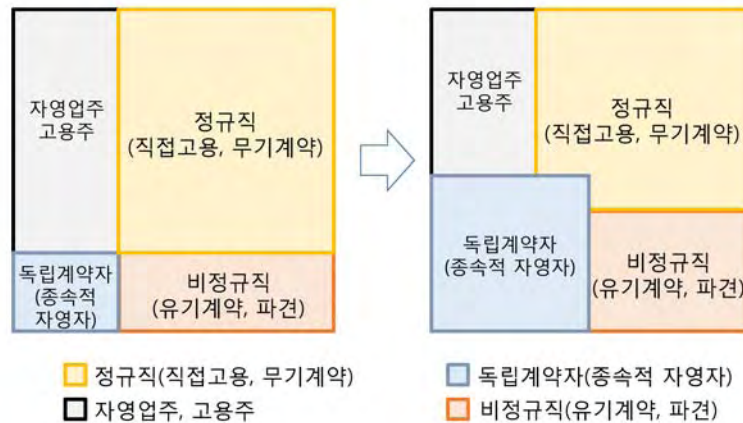 자영업주
고용주
정규직
(직접고용, 무기계약)
독립계약자
(종속적
자영자)
비정규직
(유기계약, 파견)
자영업주
고용주
정규직
(직접고용, 무기계약)
독립계약자
(종속적 자영자)
비정규직
(유기계약, 파견)
정규직(직접고용, 무기계약)
독립계약자(종속적 자영자)
자영업주, 고용주
비정규직(유기계약, 파견)